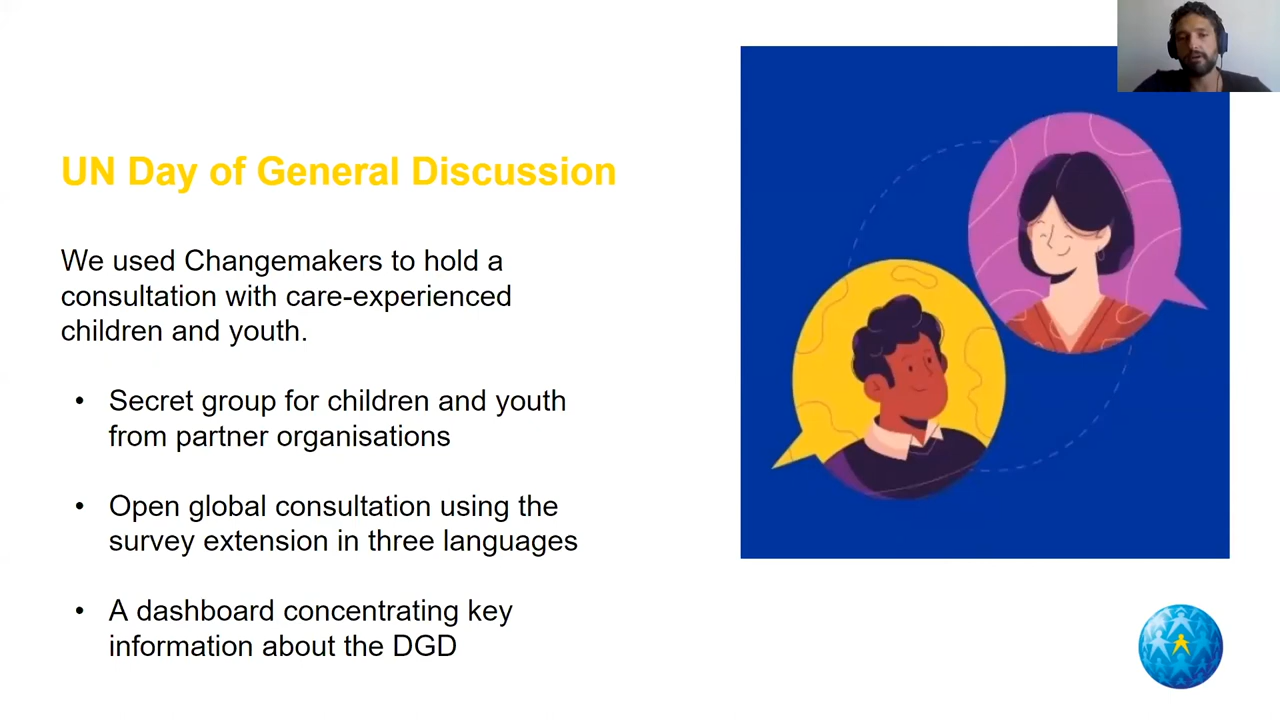 UN Day of General Discussion
We used Changemakers to hold a
consultation with care-experienced
children and youth.
• Secret group for children and youth
from partner organisations
• Open global consultation using the
survey extension in three languages
• A dashboard concentrating key
information about the DGD